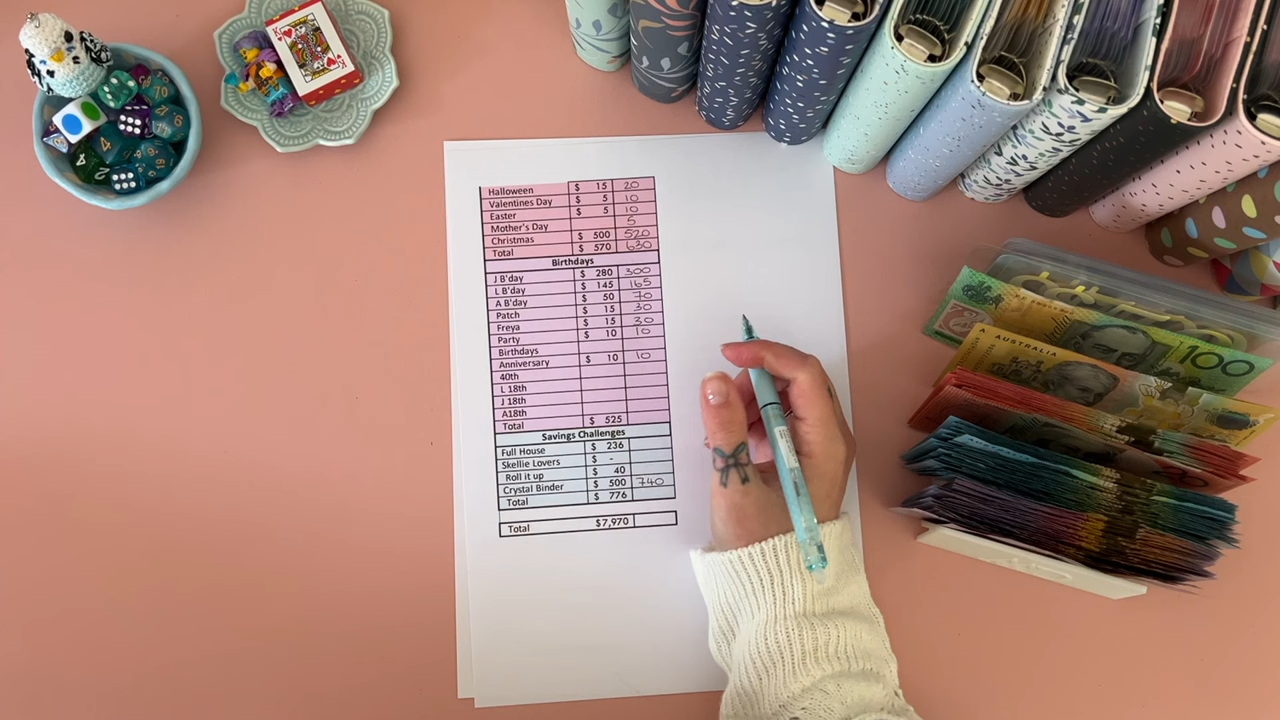 Halloween $ 15 20
Valentines Day $ 5 10
Easter $ 5 10
Mother's Day 5
Christmas $ 500 520
Total $ 570 630
Birthdays
J B'day $ 280 300
L B'day $ 145 165
A B'day $ 50 70
Patch $ 15 30
Freya $ 15 30
Party $ 10 10
Birthdays
Anniversary $ 10 10
40th
L 18th
J 18th
A18th
Total $ 525
Savings Challenges
Full House $ 236
Skellie Lovers $ -
Roll it up $ 40
Crystal Binder $ 500 740
Total $ 776
Total $7,970
K
K
AUSTRALIA
100